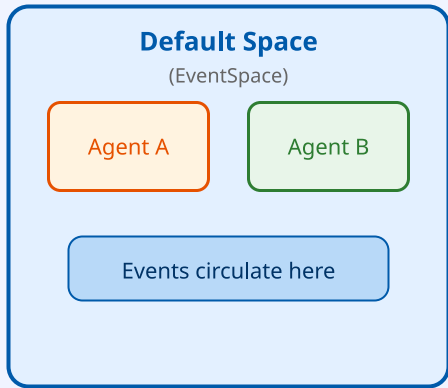 Default Space
(EventSpace)
Agent A
Agent B
Events circulate here